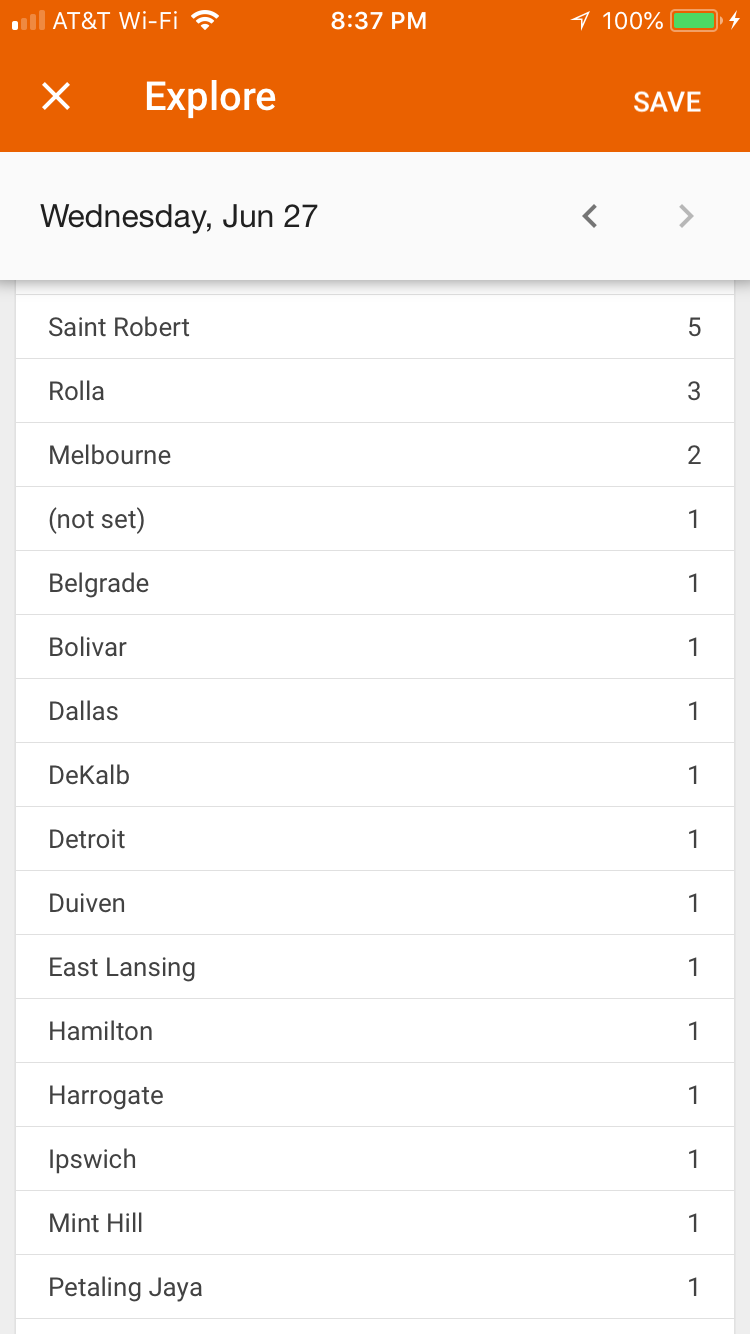 AT&T Wi-Fi 8:37 PM 100%
Explore SAVE
Wednesday, Jun 27
Saint Robert 5
Rolla 3
Melbourne 2
(not set) 1
Belgrade 1
Bolivar 1
Dallas 1
DeKalb 1
Detroit 1
Duiven 1
East Lansing 1
Hamilton 1
Harrogate 1
Ipswich 1
Mint Hill 1
Petaling Jaya 1